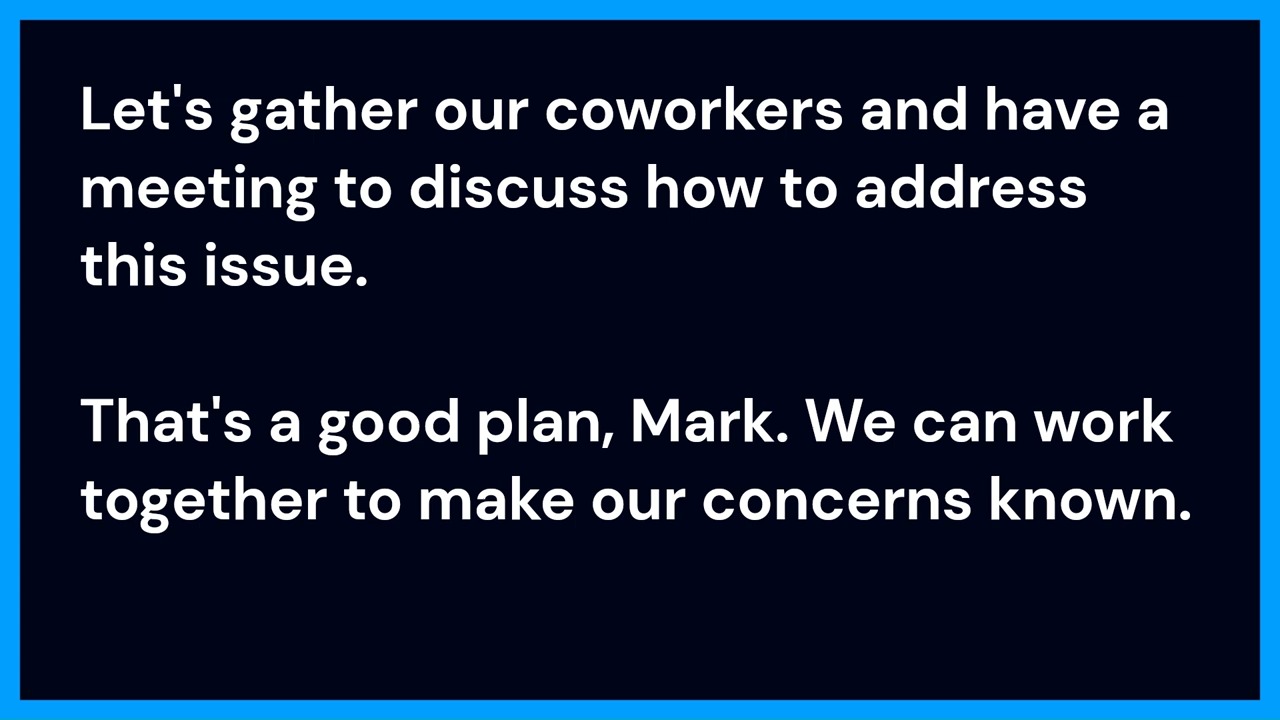 Let's gather our coworkers and have a
meeting to discuss how to address
this issue.
That's a good plan, Mark. We can work
together to make our concerns known.